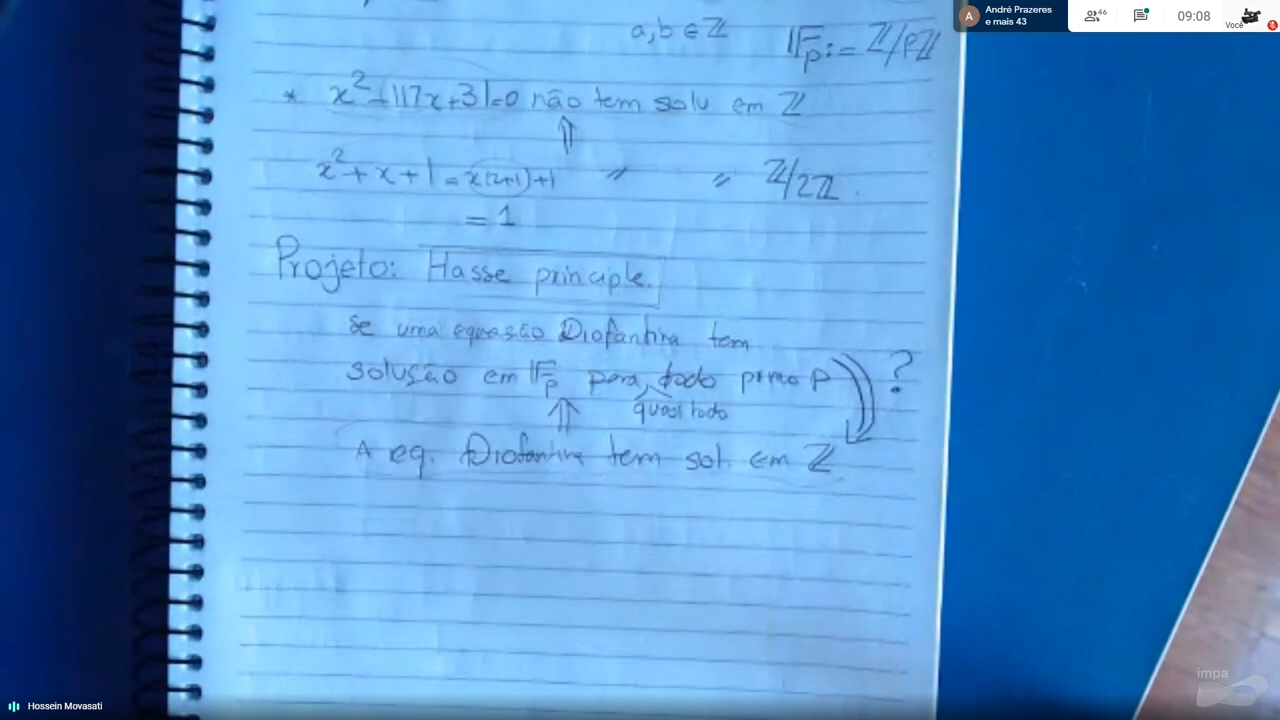 André Prazeres
e mais 43
46
09:08
Você
a,b ∈ ℤ 𝔽p := ℤ/pℤ
* x² - 117x + 31 = 0 não tem solu em ℤ
⇑
x² + x + 1 = x(x+1)+1 〃 〃 ℤ/2ℤ.
= 1
Projeto: Hasse principle.
Se uma equasão Diofantina tem
solução em 𝔽p para todo primo p ?
quasi todo
⇑
A eq. Diofantina tem sol. em ℤ
impa
Hossein Movasati